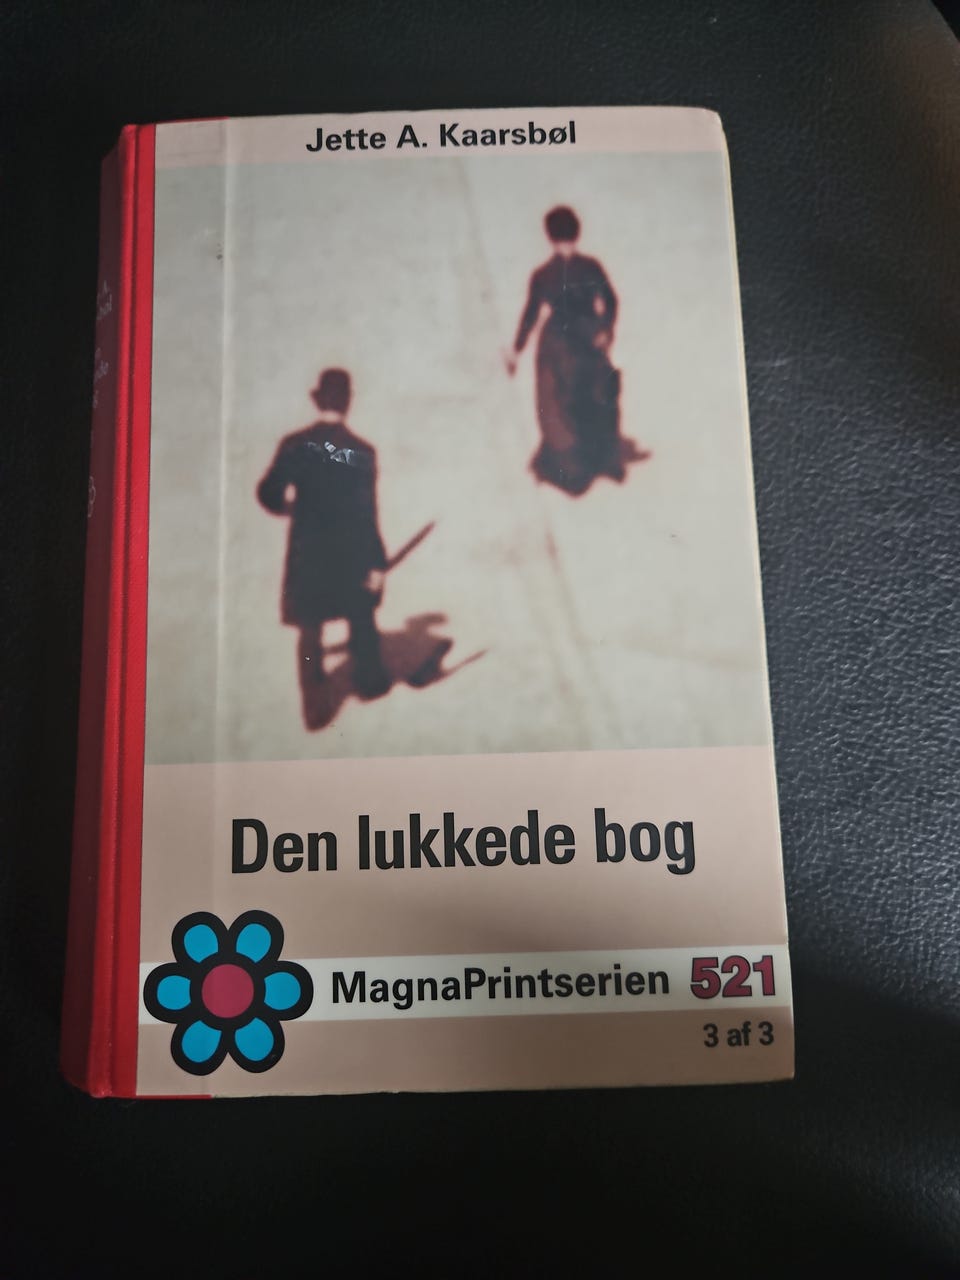 Jette A. Kaarsbøl
Den lukkede bog
MagnaPrintserien 521
3 af 3